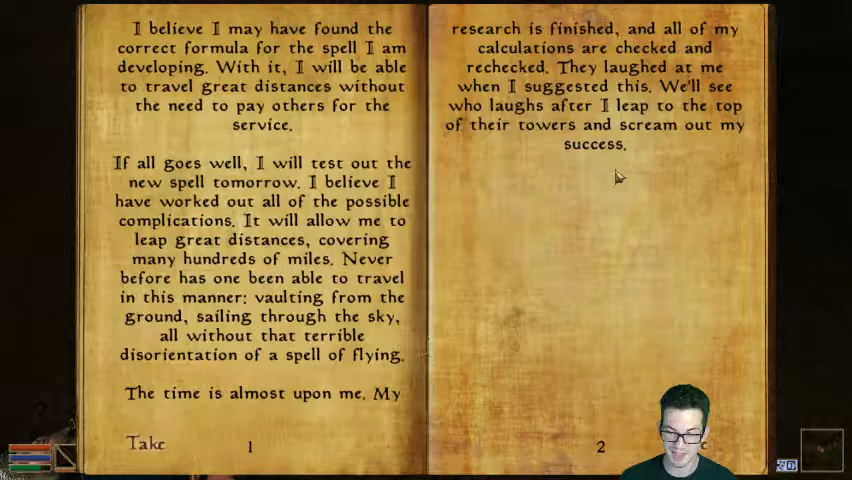 I believe I may have found the
correct formula for the spell I am
developing. With it, I will be able
to travel great distances without
the need to pay others for the
service.
If all goes well, I will test out the
new spell tomorrow. I believe I
have worked out all of the possible
complications. It will allow me to
leap great distances, covering
many hundreds of miles. Never
before has one been able to travel
in this manner: vaulting from the
ground, sailing through the sky,
all without that terrible
disorientation of a spell of flying.
The time is almost upon me. My
Take
1
research is finished, and all of my
calculations are checked and
rechecked. They laughed at me
when I suggested this. We'll see
who laughs after I leap to the top
of their towers and scream out my
success.
2